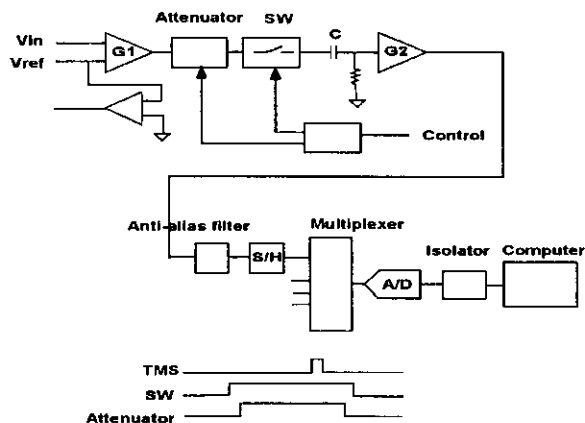 Attenuator SW
C
Vin
G1
G2
Vref
Control
Anti-alias filter
Multiplexer
S/H
Isolator Computer
A/D
TMS
SW
Attenuator